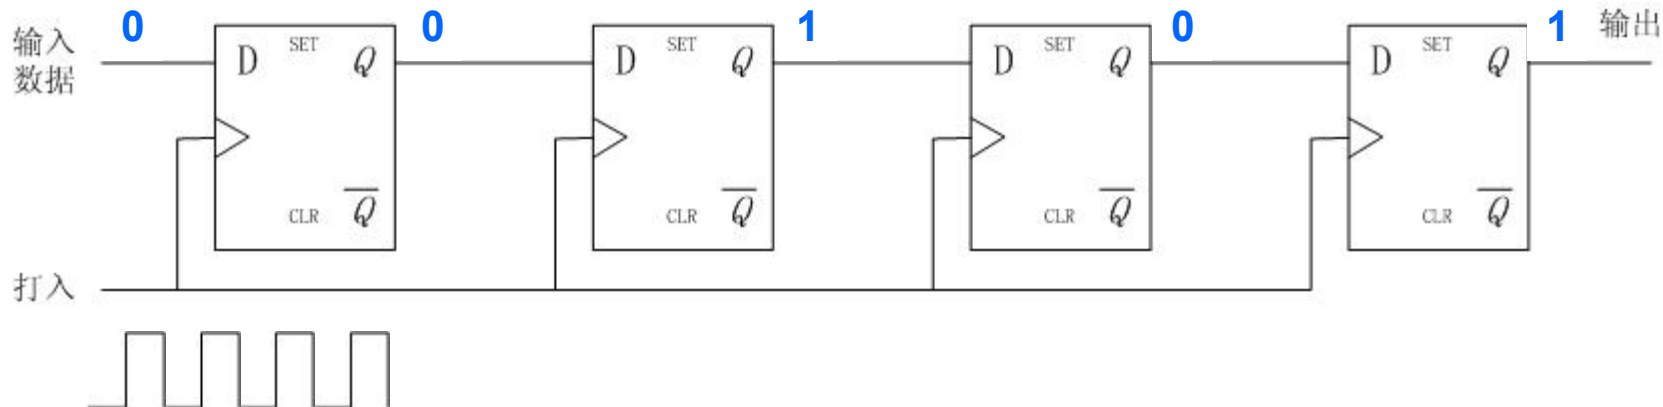 0 0 1 0 1 输出
输入
数据
D SET Q D SET Q D SET Q D SET Q
CLR Q CLR Q CLR Q CLR Q
打入